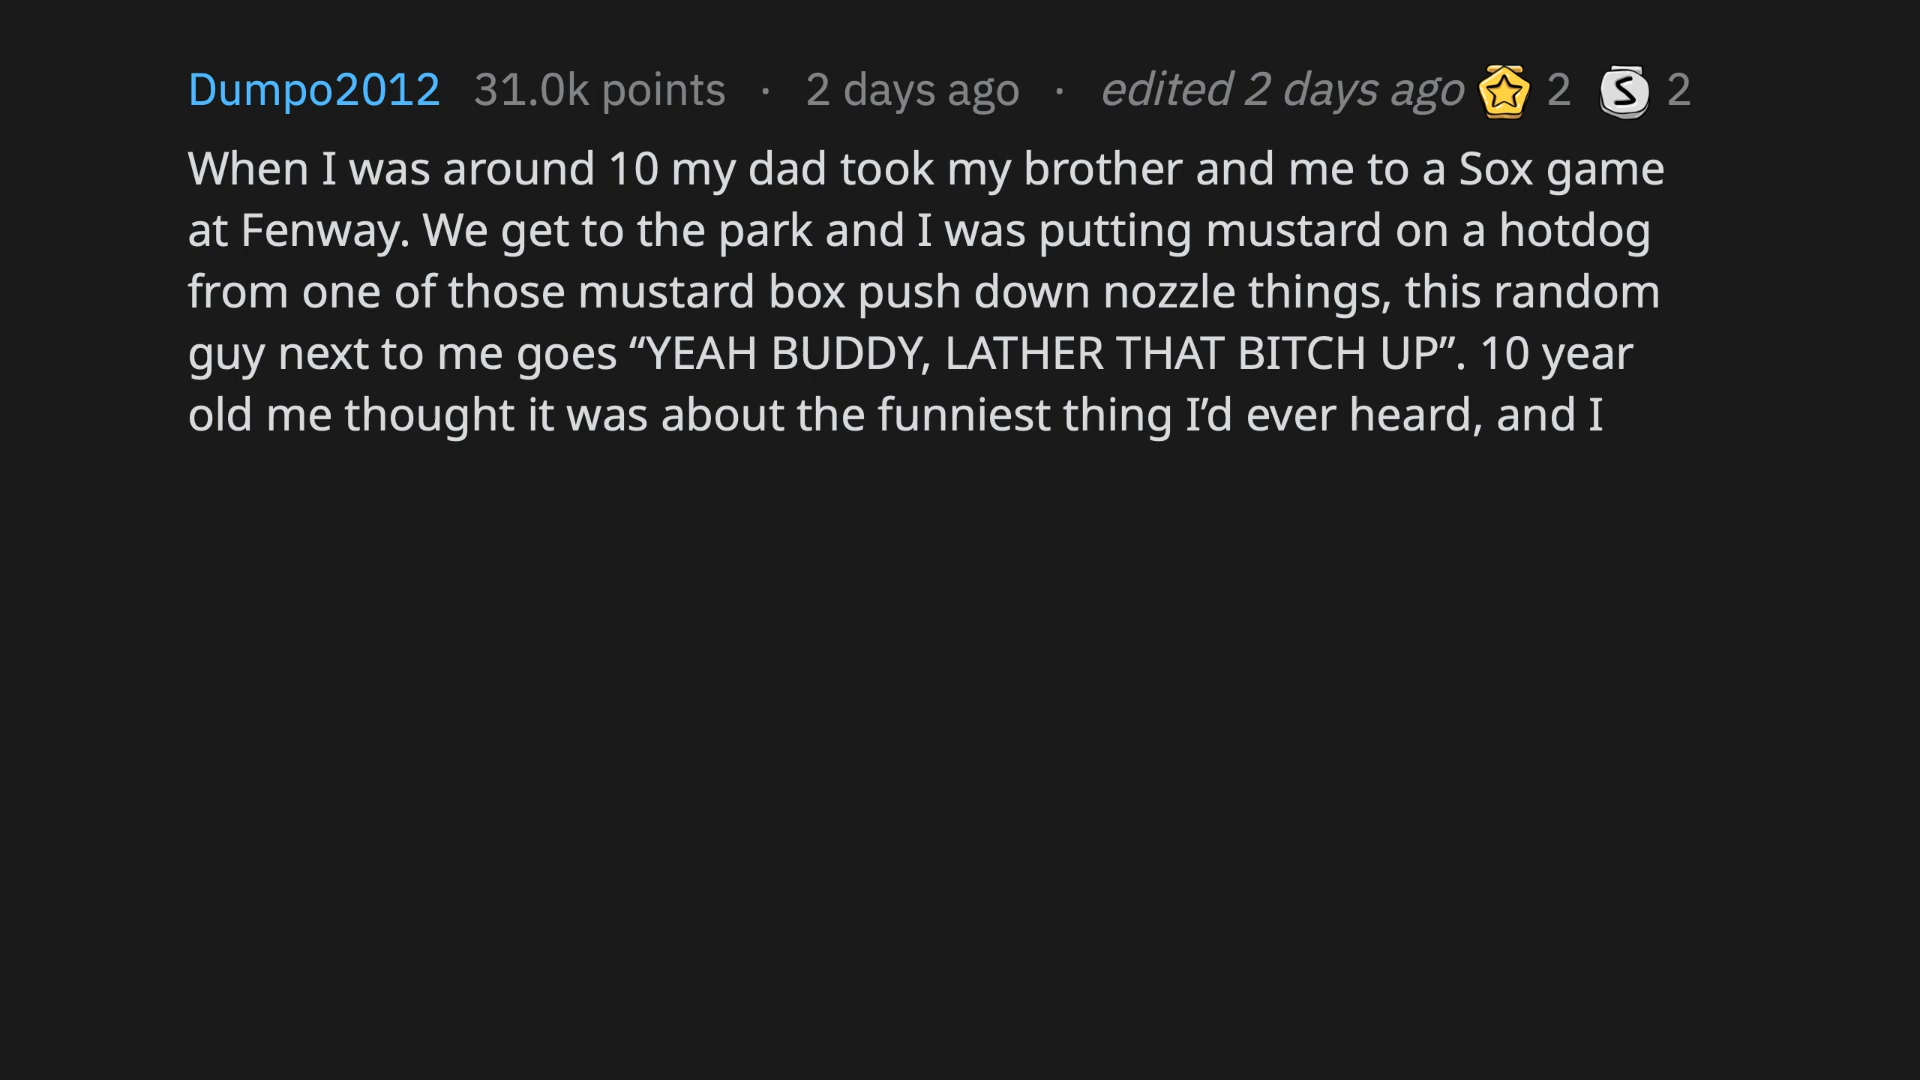 Dumpo2012 31.0k points · 2 days ago · edited 2 days ago 2 S 2
When I was around 10 my dad took my brother and me to a Sox game
at Fenway. We get to the park and I was putting mustard on a hotdog
from one of those mustard box push down nozzle things, this random
guy next to me goes “YEAH BUDDY, LATHER THAT BITCH UP”. 10 year
old me thought it was about the funniest thing I’d ever heard, and I